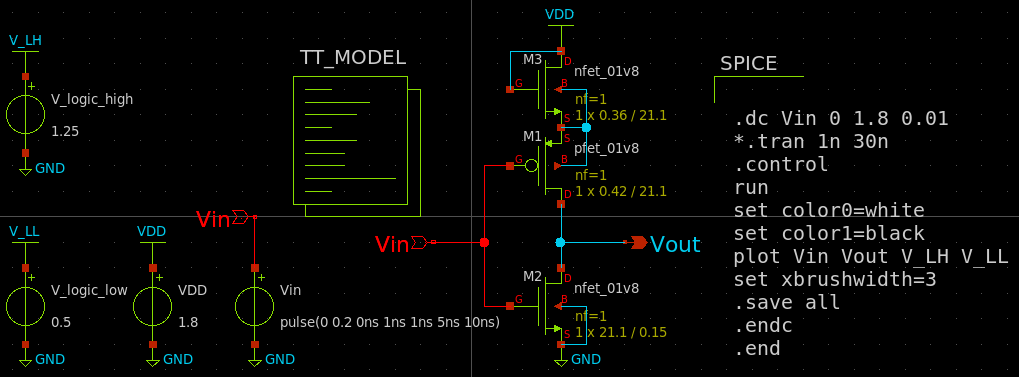 V_LH
V_logic_high
1.25
GND
TT_MODEL
VDD
M3
D
nfet_01v8
G
B
nf=1
S
1 x 0.36 / 21.1
M1
S
pfet_01v8
G
B
nf=1
D
1 x 0.42 / 21.1
SPICE
.dc Vin 0 1.8 0.01
*.tran 1n 30n
.control
run
set color0=white
set color1=black
plot Vin Vout V_LH V_LL
set xbrushwidth=3
.save all
.endc
.end
V_LL
V_logic_low
0.5
GND
VDD
VDD
1.8
GND
Vin
Vin
pulse(0 0.2 0ns 1ns 1ns 5ns 10ns)
GND
Vin
Vout
M2
D
nfet_01v8
G
B
nf=1
S
1 x 21.1 / 0.15
GND